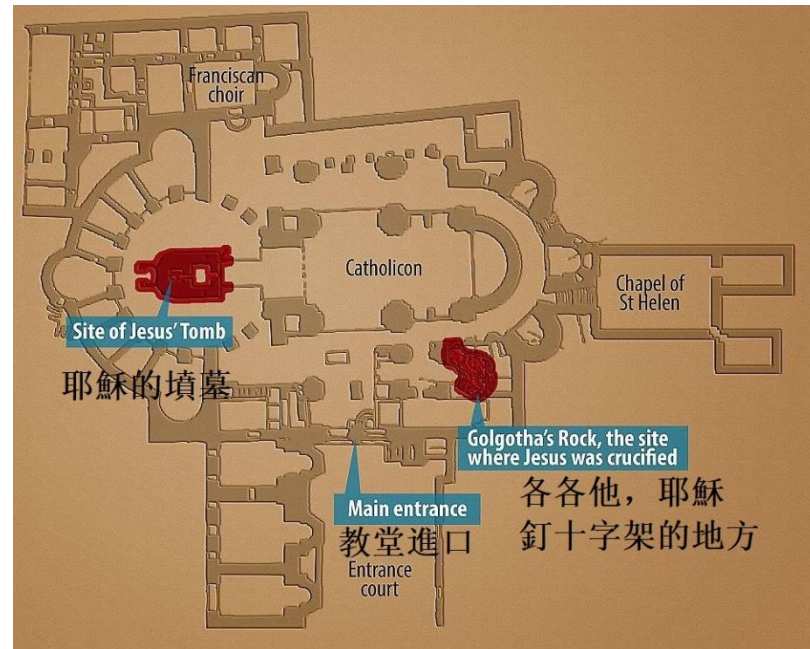 Franciscan
choir
Catholicon
Chapel of
St Helen
Site of Jesus' Tomb
耶穌的墳墓
Golgotha's Rock, the site
where Jesus was crucified
各各他，耶穌
釘十字架的地方
Main entrance
教堂進口
Entrance
court